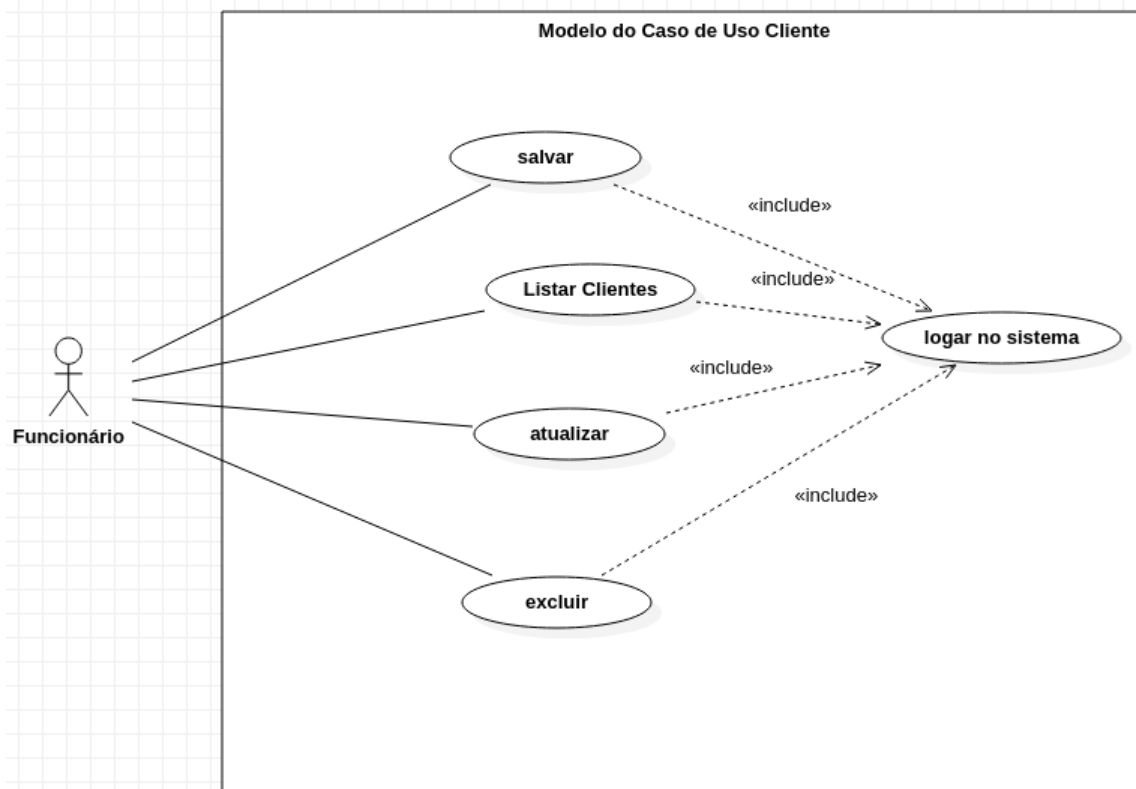 Modelo do Caso de Uso Cliente
salvar
«include»
«include»
Listar Clientes
logar no sistema
«include»
Funcionário
atualizar
«include»
excluir